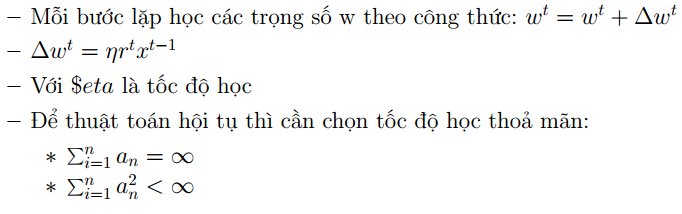 – Mỗi bước lặp học các trọng số w theo công thức: $w^t = w^t + \Delta w^t$
– $\Delta w^t = \eta r^t x^{t-1}$
– Với \$$eta$ là tốc độ học
– Để thuật toán hội tụ thì cần chọn tốc độ học thoả mãn:
* $\Sigma_{i=1}^n a_n = \infty$
* $\Sigma_{i=1}^n a_n^2 < \infty$